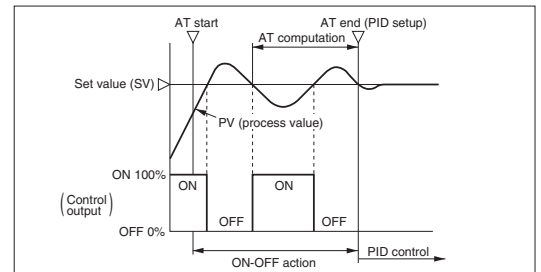 AT start
AT end (PID setup)
AT computation
Set value (SV)
PV (process value)
ON 100%
ON
ON
(Control output)
OFF
OFF
OFF 0%
ON-OFF action
PID control